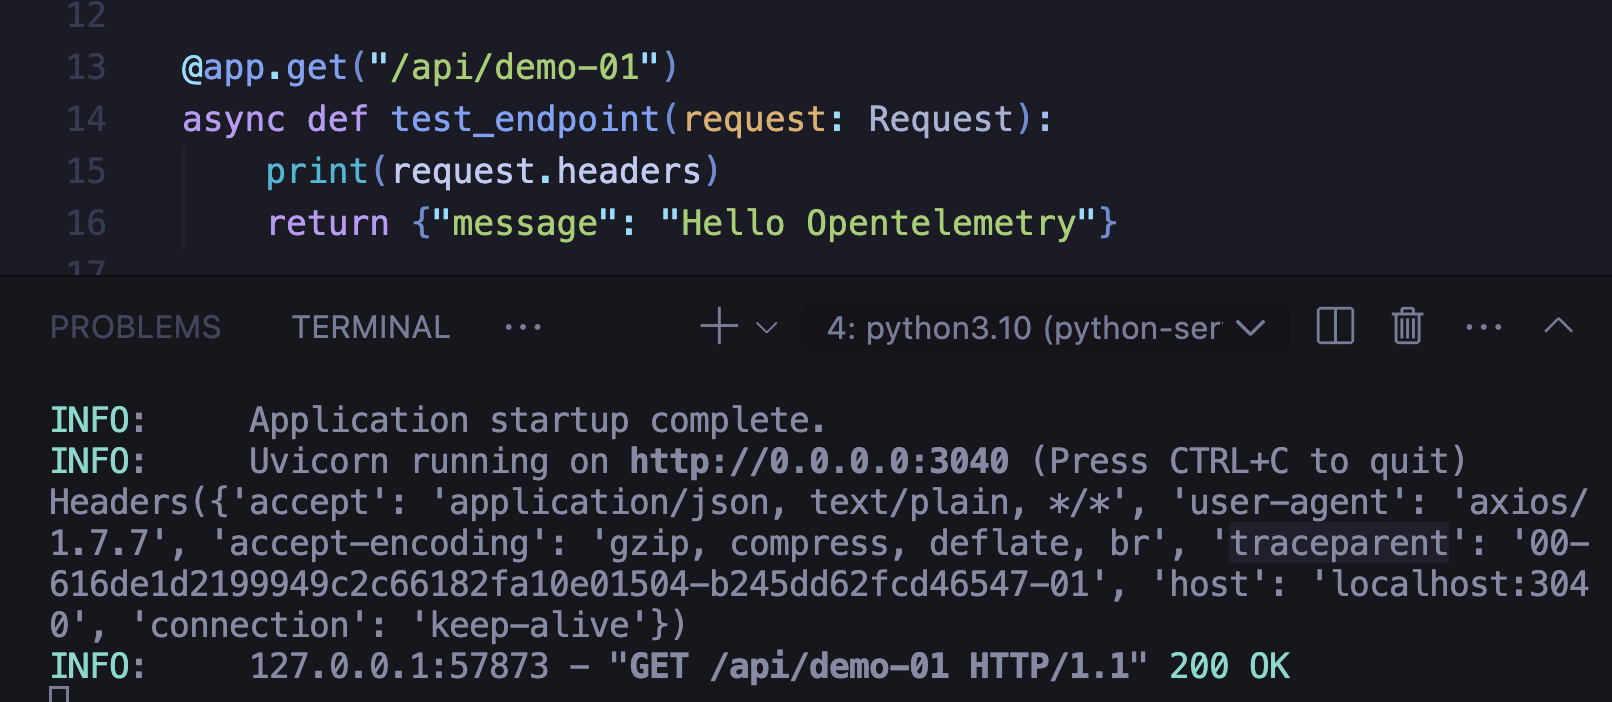 12
13 @app.get("/api/demo-01")
14 async def test_endpoint(request: Request):
15 print(request.headers)
16 return {"message": "Hello Opentelemetry"}
17
PROBLEMS TERMINAL ··· 4: python3.10 (python-ser ···
INFO: Application startup complete.
INFO: Uvicorn running on http://0.0.0.0:3040 (Press CTRL+C to quit)
Headers({'accept': 'application/json, text/plain, */*', 'user-agent': 'axios/
1.7.7', 'accept-encoding': 'gzip, compress, deflate, br', 'traceparent': '00-
616de1d2199949c2c66182fa10e01504-b245dd62fcd46547-01', 'host': 'localhost:304
0', 'connection': 'keep-alive'})
INFO: 127.0.0.1:57873 - "GET /api/demo-01 HTTP/1.1" 200 OK